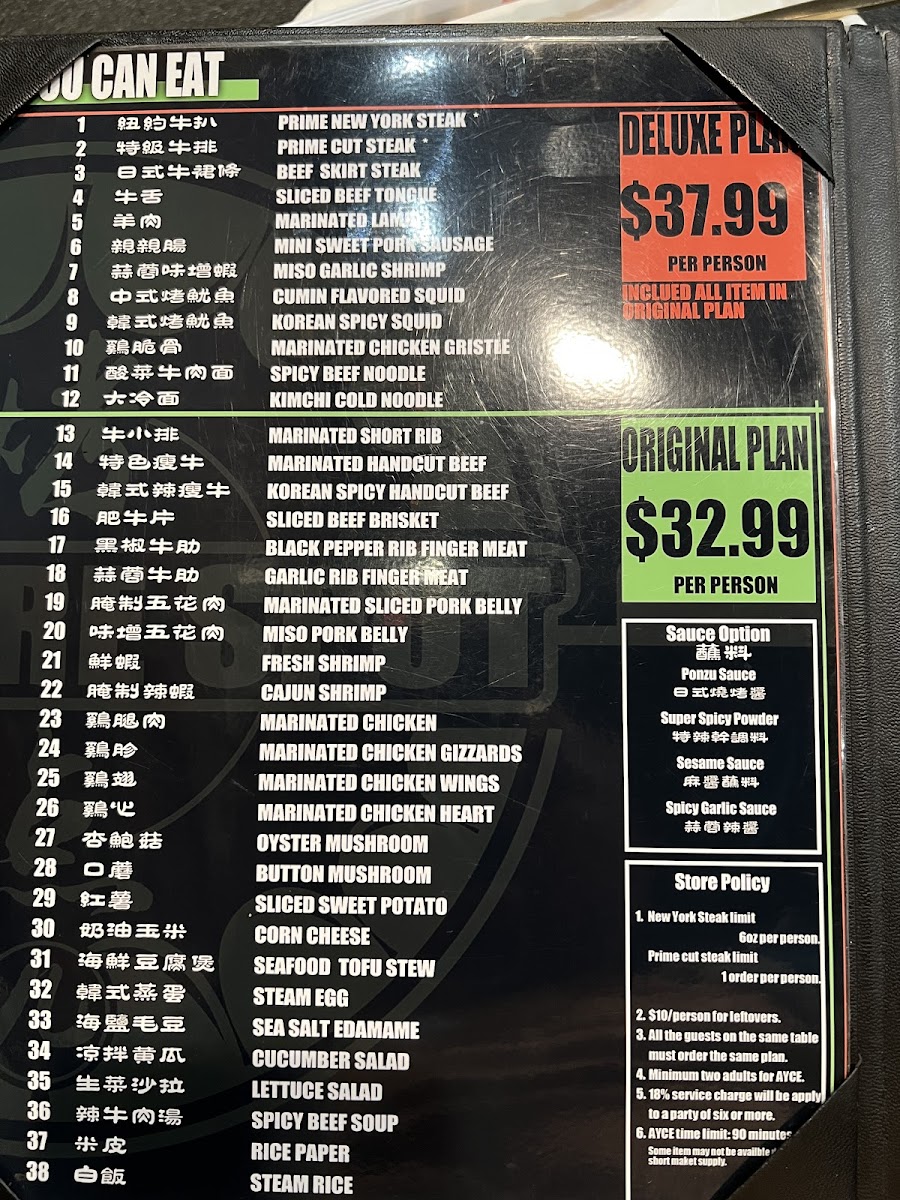 YOU CAN EAT
1 紐約牛扒 PRIME NEW YORK STEAK *
2 特級牛排 PRIME CUT STEAK *
3 日式牛裙條 BEEF SKIRT STEAK
4 牛舌 SLICED BEEF TONGUE
5 羊肉 MARINATED LAMB
6 親親腸 MINI SWEET PORK SAUSAGE
7 蒜蓉味增蝦 MISO GARLIC SHRIMP
8 中式烤魷魚 CUMIN FLAVORED SQUID
9 韓式烤魷魚 KOREAN SPICY SQUID
10 鷄脆骨 MARINATED CHICKEN GRISTLE
11 酸菜牛肉面 SPICY BEEF NOODLE
12 大冷面 KIMCHI COLD NOODLE
DELUXE PLAN
$37.99
PER PERSON
INCLUED ALL ITEM IN
ORIGINAL PLAN
13 牛小排 MARINATED SHORT RIB
14 特色瘦牛 MARINATED HANDCUT BEEF
15 韓式辣瘦牛 KOREAN SPICY HANDCUT BEEF
16 肥牛片 SLICED BEEF BRISKET
17 黑椒牛肋 BLACK PEPPER RIB FINGER MEAT
18 蒜蓉牛肋 GARLIC RIB FINGER MEAT
19 腌制五花肉 MARINATED SLICED PORK BELLY
20 味增五花肉 MISO PORK BELLY
21 鮮蝦 FRESH SHRIMP
22 腌制辣蝦 CAJUN SHRIMP
23 鷄腿肉 MARINATED CHICKEN
24 鷄胗 MARINATED CHICKEN GIZZARDS
25 鷄翅 MARINATED CHICKEN WINGS
26 鷄心 MARINATED CHICKEN HEART
27 杏鮑菇 OYSTER MUSHROOM
28 口蘑 BUTTON MUSHROOM
29 紅薯 SLICED SWEET POTATO
30 奶油玉米 CORN CHEESE
31 海鮮豆腐煲 SEAFOOD TOFU STEW
32 韓式蒸蛋 STEAM EGG
33 海鹽毛豆 SEA SALT EDAMAME
34 凉拌黄瓜 CUCUMBER SALAD
35 生菜沙拉 LETTUCE SALAD
36 辣牛肉湯 SPICY BEEF SOUP
37 米皮 RICE PAPER
38 白飯 STEAM RICE
ORIGINAL PLAN
$32.99
PER PERSON
Sauce Option
蘸料
Ponzu Sauce
日式燒烤醬
Super Spicy Powder
特辣幹調料
Sesame Sauce
麻醬蘸料
Spicy Garlic Sauce
蒜蓉辣醬
Store Policy
1. New York Steak limit
6oz per person.
Prime cut steak limit
1 order per person.
2. $10/person for leftovers.
3. All the guests on the same table
must order the same plan.
4. Minimum two adults for AYCE.
5. 18% service charge will be apply
to a party of six or more.
6. AYCE time limit: 90 minutes
Some item may not be availble
short maket supply.